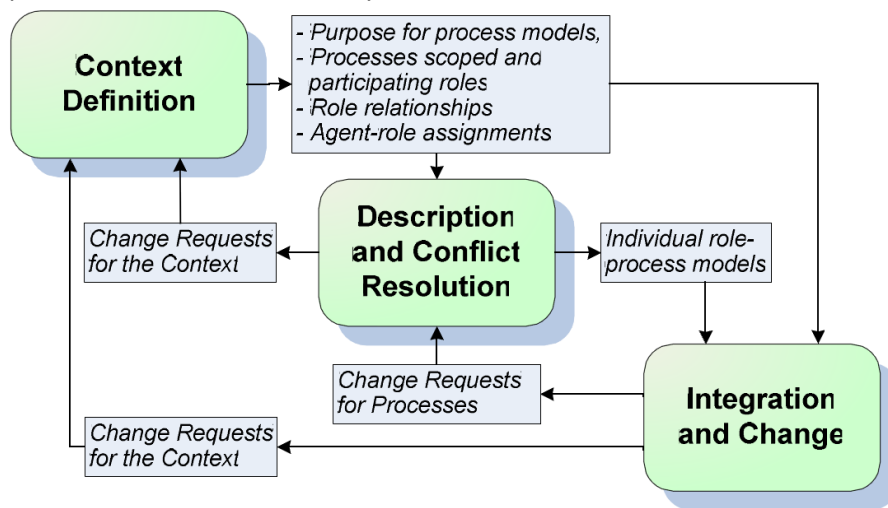 Context
Definition
- Purpose for process models,
- Processes scoped and
participating roles
- Role relationships
- Agent-role assignments
Change Requests
for the Context
Description
and Conflict
Resolution
Individual role-
process models
Change Requests
for Processes
Integration
and Change
Change Requests
for the Context